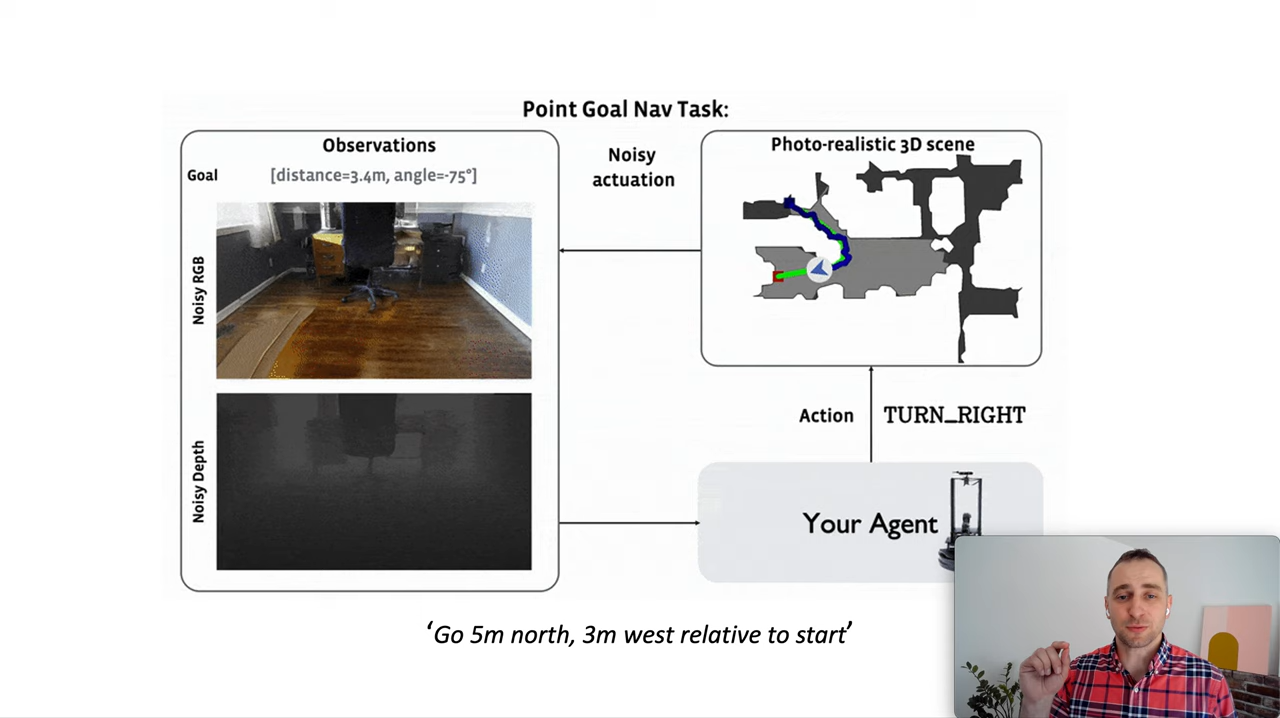 Point Goal Nav Task:
Observations
Goal
[distance=3.4m, angle=-75°]
Noisy RGB
Noisy Depth
Noisy
actuation
Photo-realistic 3D scene
Action
TURN_RIGHT
Your Agent
‘Go 5m north, 3m west relative to start’